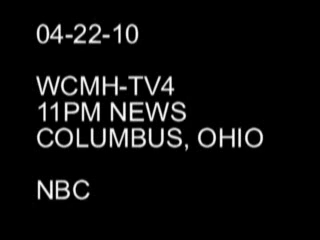 04-22-10
WCMH-TV4
11PM NEWS
COLUMBUS, OHIO
NBC